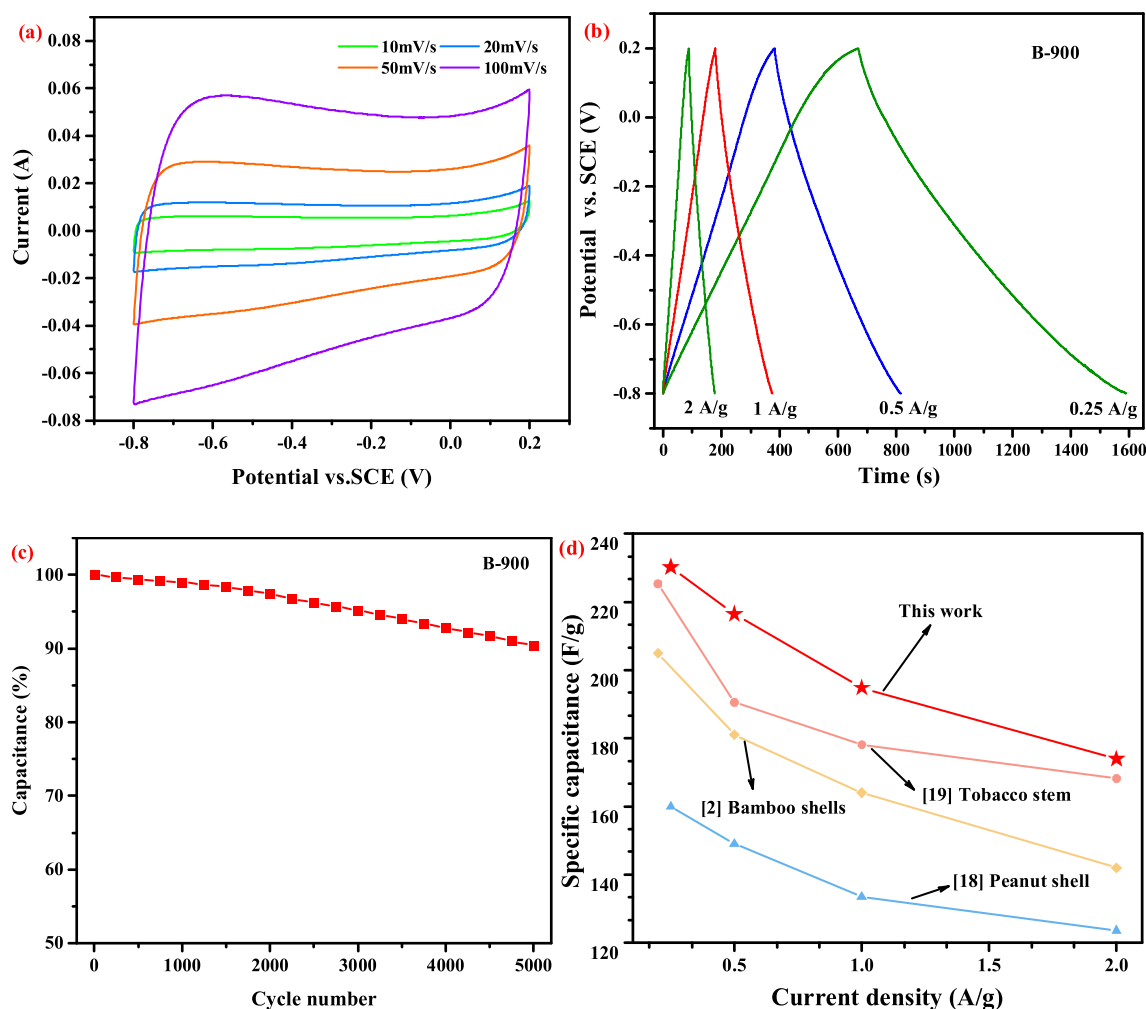 (a)
0.08
0.06
0.04
0.02
0.00
-0.02
-0.04
-0.06
-0.08
Current (A)
10mV/s 20mV/s
50mV/s 100mV/s
-0.8 -0.6 -0.4 -0.2 0.0 0.2
Potential vs.SCE (V)
(b)
B-900
0.2
0.0
-0.2
-0.4
-0.6
-0.8
Potential vs. SCE (V)
2 A/g 1 A/g 0.5 A/g 0.25 A/g
0 200 400 600 800 1000 1200 1400 1600
Time (s)
(c)
B-900
100
90
80
90
60
50
Capacitance (%)
0 1000 2000 3000 4000 5000
Cycle number
(d)
240
220
200
180
160
140
120
Specific capacitance (F/g)
This work
[19] Tobacco stem
[2] Bamboo shells
[18] Peanut shell
0.5 1.0 1.5 2.0
Current density (A/g)